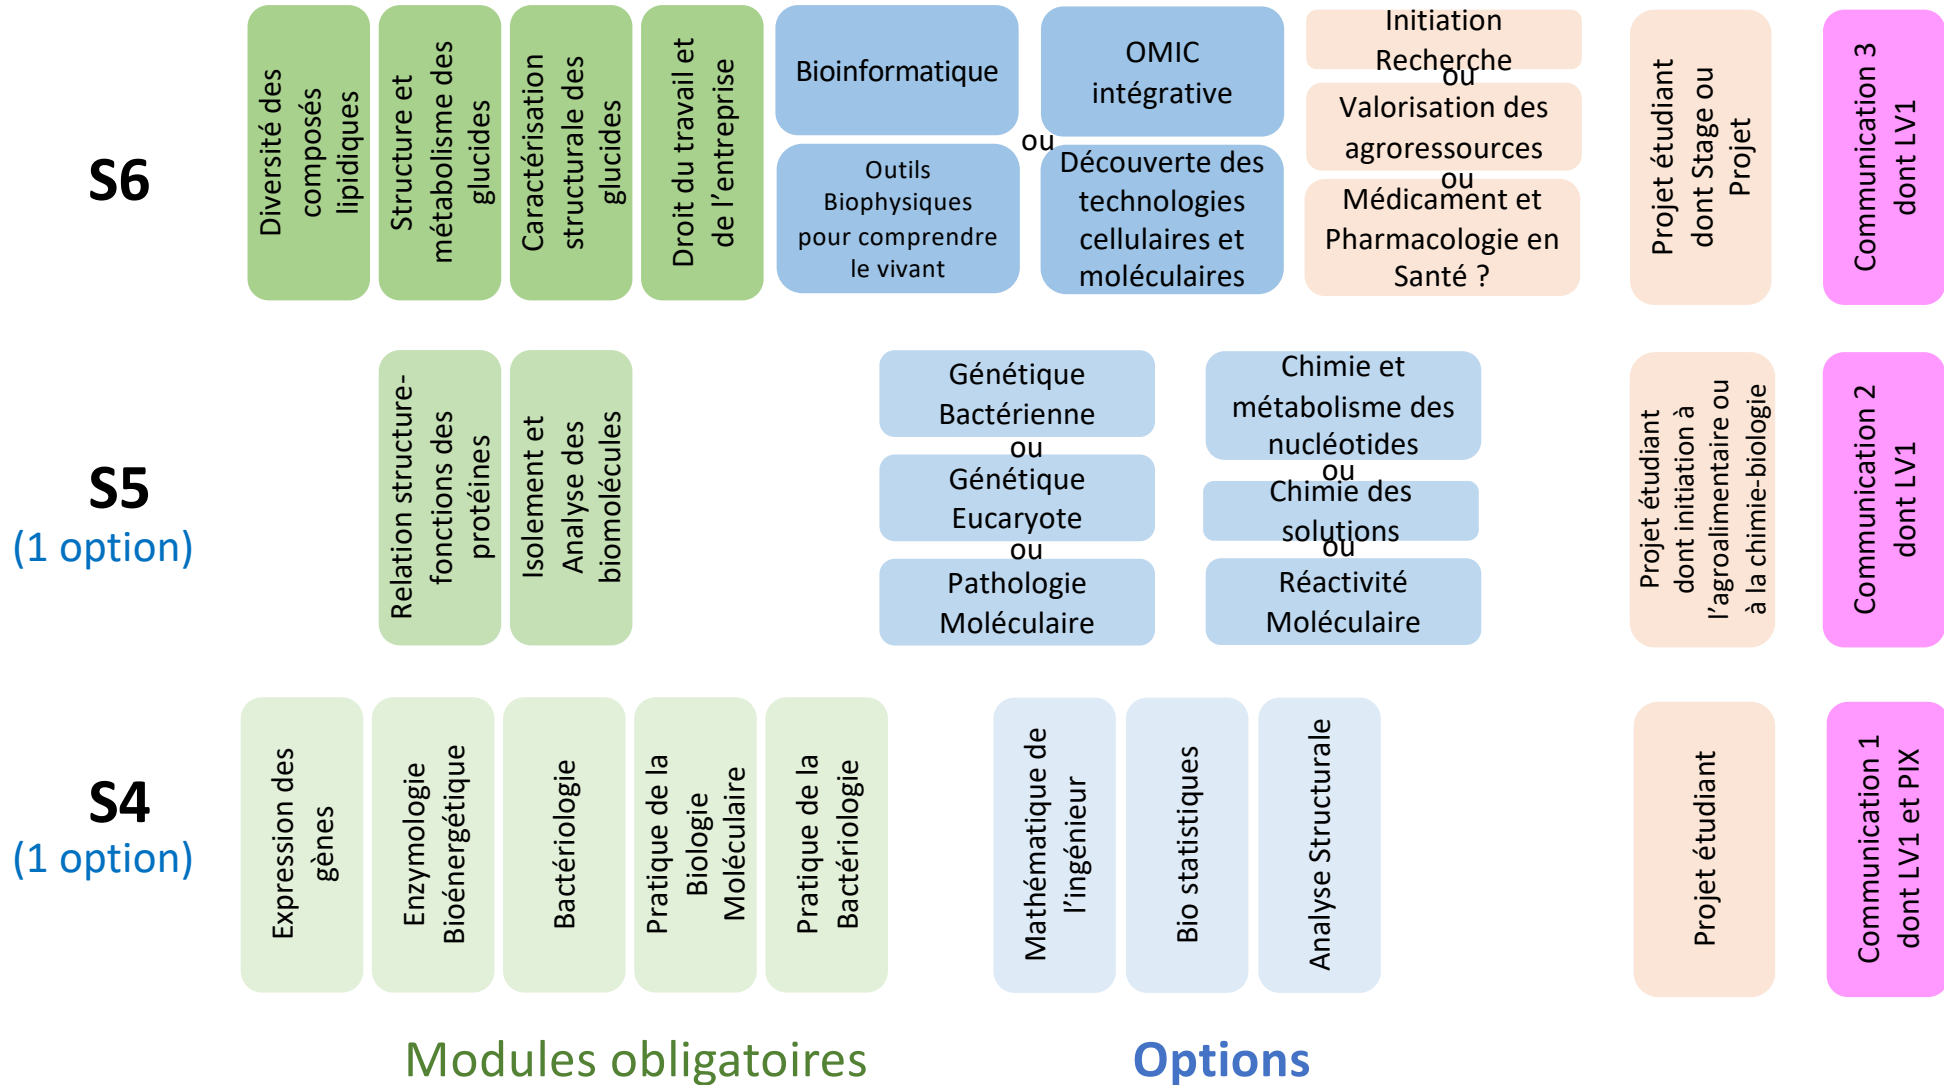 S6
Diversité des
composés
lipidiques
Structure et
métabolisme des
glucides
Caractérisation
structurale des
glucides
Droit du travail et
de l'entreprise
Bioinformatique
Outils
Biophysiques
pour comprendre
le vivant
ou
OMIC
intégrative
Découverte des
technologies
cellulaires et
moléculaires
Initiation
Recherche
ou
Valorisation des
agroressources
ou
Médicament et
Pharmacologie en
Santé ?
Projet étudiant
dont Stage ou
Projet
Communication 3
dont LV1
S5
(1 option)
Relation structure-
fonctions des
protéines
Isolement et
Analyse des
biomolécules
Génétique
Bactérienne
ou
Génétique
Eucaryote
ou
Pathologie
Moléculaire
Chimie et
métabolisme des
nucléotides
ou
Chimie des
solutions
ou
Réactivité
Moléculaire
Projet étudiant
dont initiation à
l'agroalimentaire ou
à la chimie-biologie
Communication 2
dont LV1
S4
(1 option)
Expression des
gènes
Enzymologie
Bioénergétique
Bactériologie
Pratique de la
Biologie
Moléculaire
Pratique de la
Bactériologie
Mathématique de
l'ingénieur
Bio statistiques
Analyse Structurale
Projet étudiant
Communication 1
dont LV1 et PIX
Modules obligatoires
Options